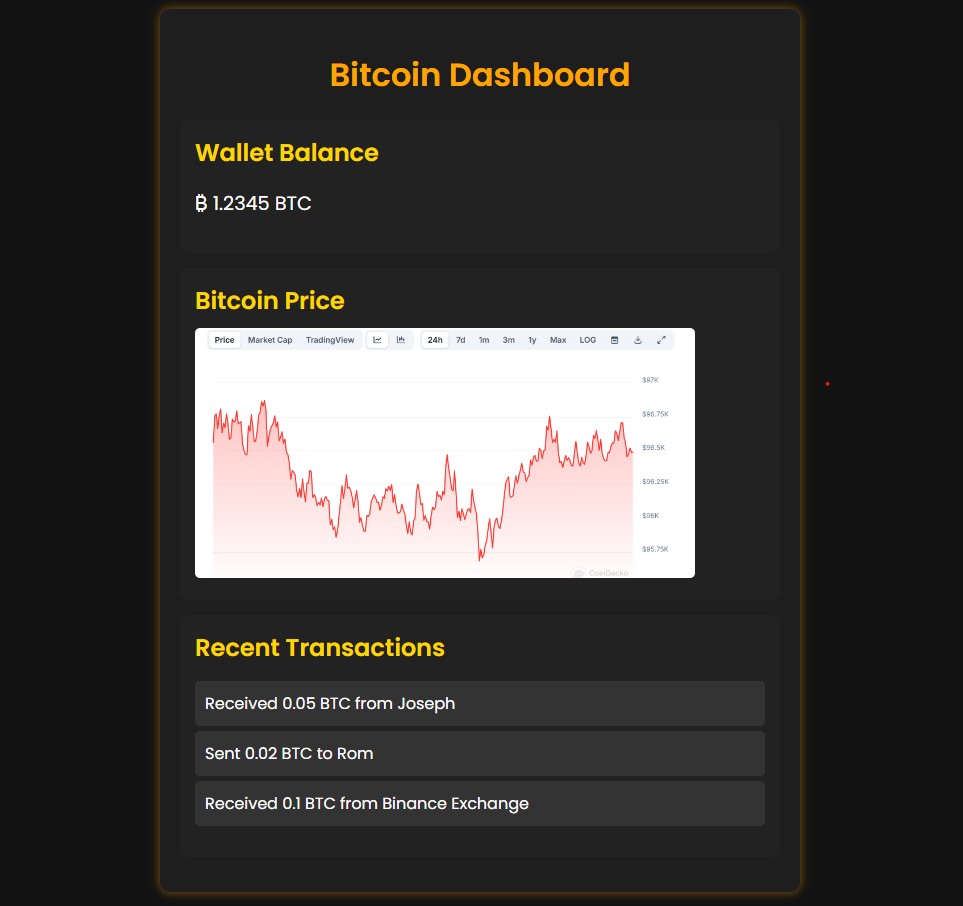 Bitcoin Dashboard
Wallet Balance
₿ 1.2345 BTC
Bitcoin Price
Price Market Cap TradingView 24h 7d 1m 3m 1y Max LOG
$97K
$96.75K
$96.5K
$96.25K
$96K
$95.75K
CoinGecko
Recent Transactions
Received 0.05 BTC from Joseph
Sent 0.02 BTC to Rom
Received 0.1 BTC from Binance Exchange